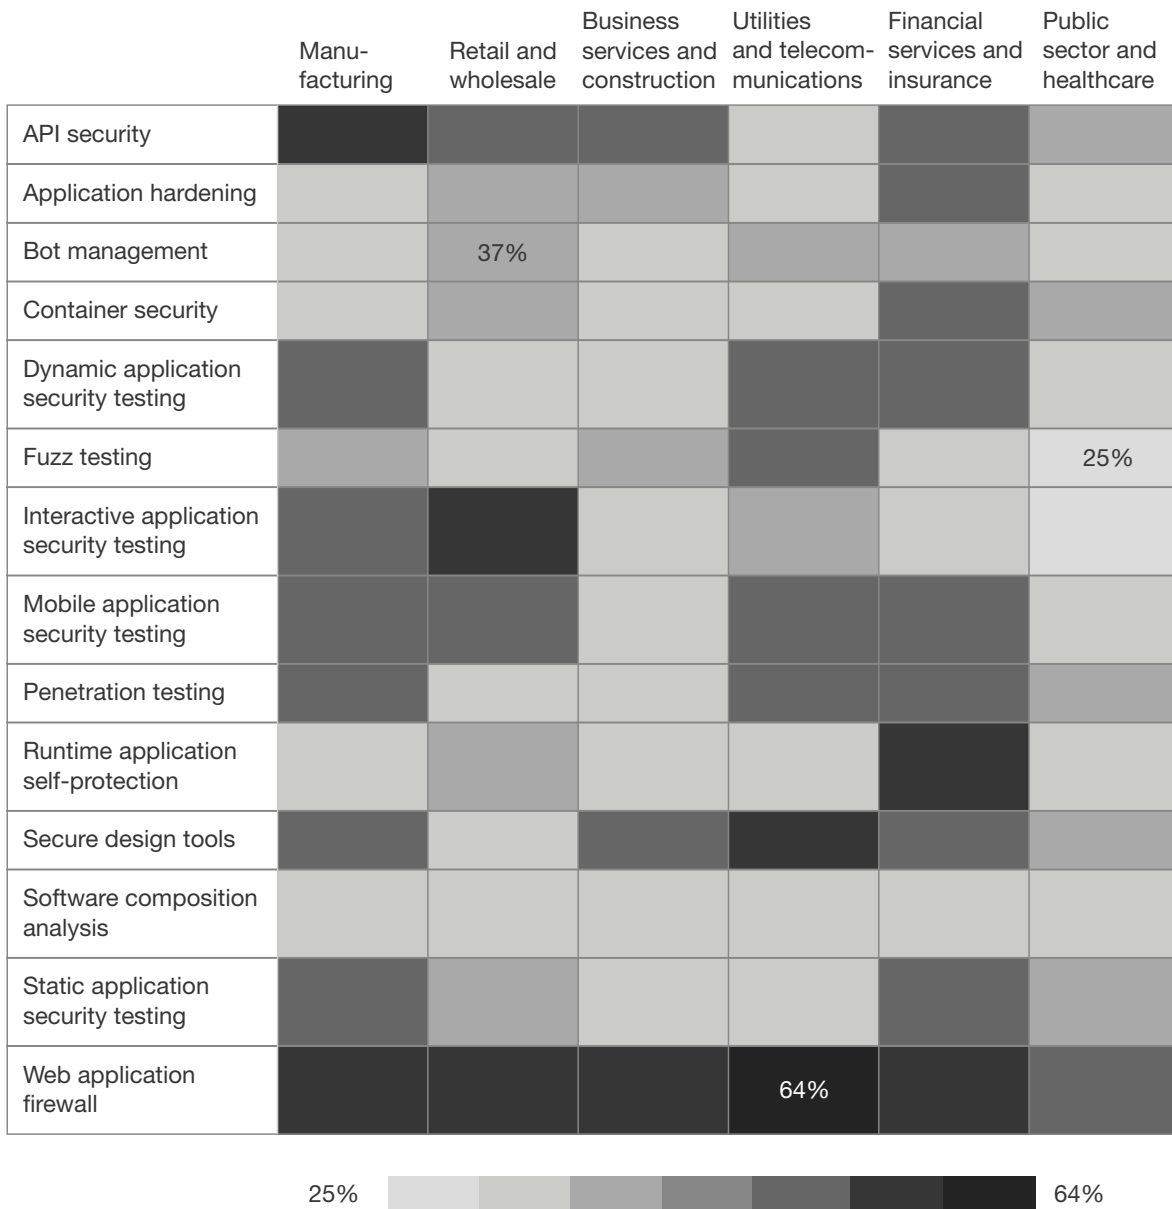 Manu-
facturing
Retail and
wholesale
Business
services and
construction
Utilities
and telecom-
munications
Financial
services and
insurance
Public
sector and
healthcare
API security
Application hardening
Bot management
37%
Container security
Dynamic application
security testing
Fuzz testing
25%
Interactive application
security testing
Mobile application
security testing
Penetration testing
Runtime application
self-protection
Secure design tools
Software composition
analysis
Static application
security testing
Web application
firewall
64%
25%
64%